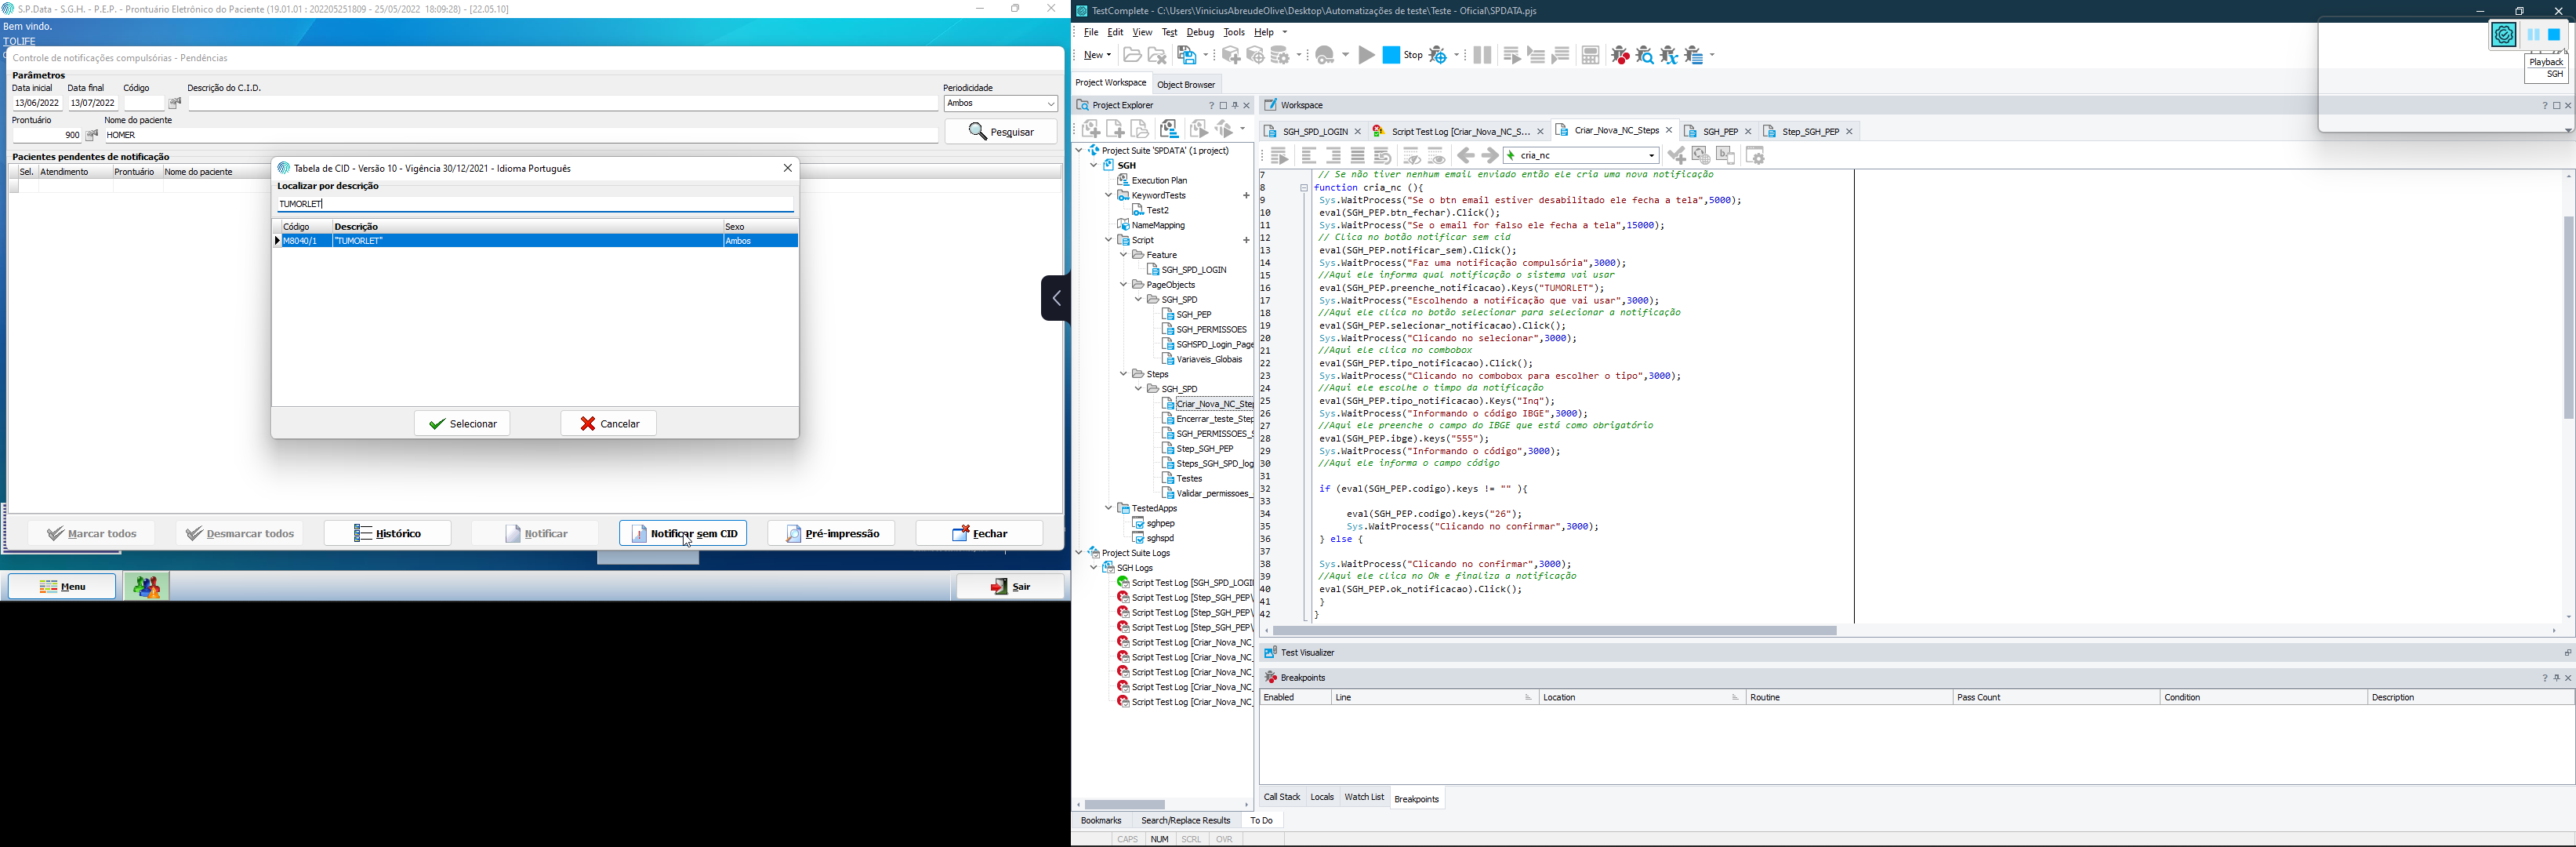 S.P.Data - S.G.H. - P.E.P. - Prontuário Eletrônico do Paciente (19.01.01 : 202205251809 - 25/05/2022 18:09:28) - [22.05.10]
Bem vindo.
TOLIFE
Controle de notificações compulsórias - Pendências
Parâmetros
Data inicial Data final Código Descrição do C.I.D. Periodicidade
13/06/2022 13/07/2022 Ambos
Prontuário Nome do paciente
900 HOMER Pesquisar
Pacientes pendentes de notificação
Sel. Atendimento Prontuário Nome do paciente
Tabela de CID - Versão 10 - Vigência 30/12/2021 - Idioma Português
Localizar por descrição
TUMORLET
Código Descrição Sexo
M8040/1 "TUMORLET" Ambos
Selecionar Cancelar
Marcar todos Desmarcar todos Histórico Notificar Notificar sem CID Pré-impressão Fechar
Menu Sair
TestComplete - C:\Users\ViniciusAbreudeOlive\Desktop\Automatizações de teste\Teste - Oficial\SPDATA.pjs
File Edit View Test Debug Tools Help
New Stop
Playback
SGH
Project Workspace Object Browser
Project Explorer
Project Suite 'SPDATA' (1 project)
SGH
Execution Plan
KeywordTests
Test2
NameMapping
Script
Feature
SGH_SPD_LOGIN
PageObjects
SGH_SPD
SGH_PEP
SGH_PERMISSOES
SGHSPD_Login_Page
Variaveis_Globais
Steps
SGH_SPD
Criar_Nova_NC_Step
Encerrar_teste_Step
SGH_PERMISSOES_S
Step_SGH_PEP
Steps_SGH_SPD_log
Testes
Validar_permissoes_
TestedApps
sghpep
sghspd
Project Suite Logs
SGH Logs
Script Test Log [SGH_SPD_LOGI
Script Test Log [Step_SGH_PEP\
Script Test Log [Step_SGH_PEP\
Script Test Log [Step_SGH_PEP\
Script Test Log [Criar_Nova_NC_
Script Test Log [Criar_Nova_NC_
Script Test Log [Criar_Nova_NC_
Script Test Log [Criar_Nova_NC_
Script Test Log [Criar_Nova_NC_
Workspace
SGH_SPD_LOGIN Script Test Log [Criar_Nova_NC_S... Criar_Nova_NC_Steps SGH_PEP Step_SGH_PEP
cria_nc
7 // Se não tiver nenhum email enviado então ele cria uma nova notificação
8 function cria_nc (){
9 Sys.WaitProcess("Se o btn email estiver desabilitado ele fecha a tela",5000);
10 eval(SGH_PEP.btn_fechar).Click();
11 Sys.WaitProcess("Se o email for falso ele fecha a tela",15000);
12 // Clica no botão notificar sem cid
13 eval(SGH_PEP.notificar_sem).Click();
14 Sys.WaitProcess("Faz uma notificação compulsória",3000);
15 //Aqui ele informa qual notificação o sistema vai usar
16 eval(SGH_PEP.preenche_notificacao).Keys("TUMORLET");
17 Sys.WaitProcess("Escolhendo a notificação que vai usar",3000);
18 //Aqui ele clica no botão selecionar para selecionar a notificação
19 eval(SGH_PEP.selecionar_notificacao).Click();
20 Sys.WaitProcess("Clicando no selecionar",3000);
21 //Aqui ele clica no combobox
22 eval(SGH_PEP.tipo_notificacao).Click();
23 Sys.WaitProcess("Clicando no combobox para escolher o tipo",3000);
24 //Aqui ele escolhe o timpo da notificação
25 eval(SGH_PEP.tipo_notificacao).Keys("Inq");
26 Sys.WaitProcess("Informando o código IBGE",3000);
27 //Aqui ele preenche o campo do IBGE que está como obrigatório
28 eval(SGH_PEP.ibge).keys("555");
29 Sys.WaitProcess("Informando o código",3000);
30 //Aqui ele informa o campo código
31
32 if (eval(SGH_PEP.codigo).keys != "" ){
33
34 eval(SGH_PEP.codigo).keys("26");
35 Sys.WaitProcess("Clicando no confirmar",3000);
36 } else {
37
38 Sys.WaitProcess("Clicando no confirmar",3000);
39 //Aqui ele clica no Ok e finaliza a notificação
40 eval(SGH_PEP.ok_notificacao).Click();
41 }
42 }
Test Visualizer
Breakpoints
Enabled Line Location Routine Pass Count Condition Description
Call Stack Locals Watch List Breakpoints
Bookmarks Search/Replace Results To Do
CAPS NUM SCRL OVR